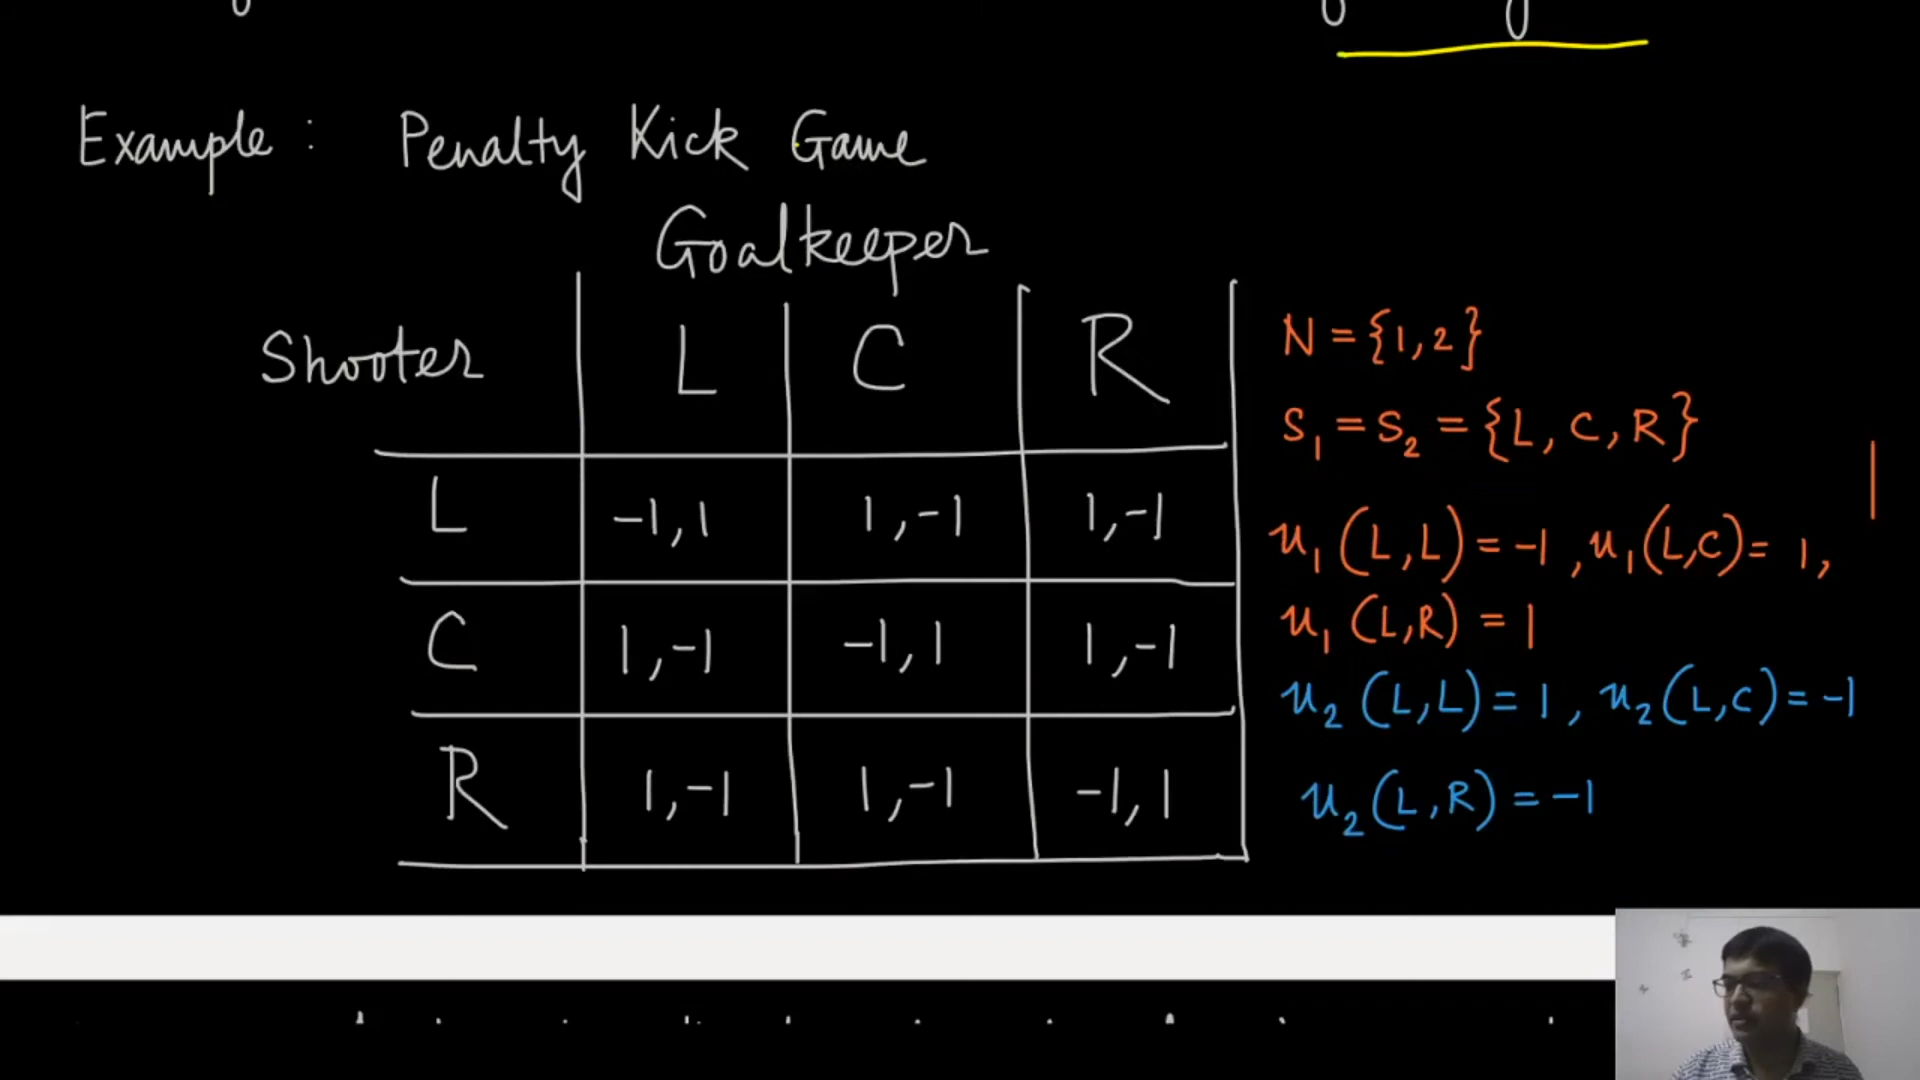 Example : Penalty Kick Game
Goalkeeper
Shooter L C R
L -1,1 1,-1 1,-1
C 1,-1 -1,1 1,-1
R 1,-1 1,-1 -1,1
N = {1,2}
S₁ = S₂ = {L, C, R}
u₁ (L,L) = -1, u₁(L,C) = 1,
u₁ (L,R) = 1
u₂ (L,L) = 1, u₂(L,C) = -1
u₂(L,R) = -1